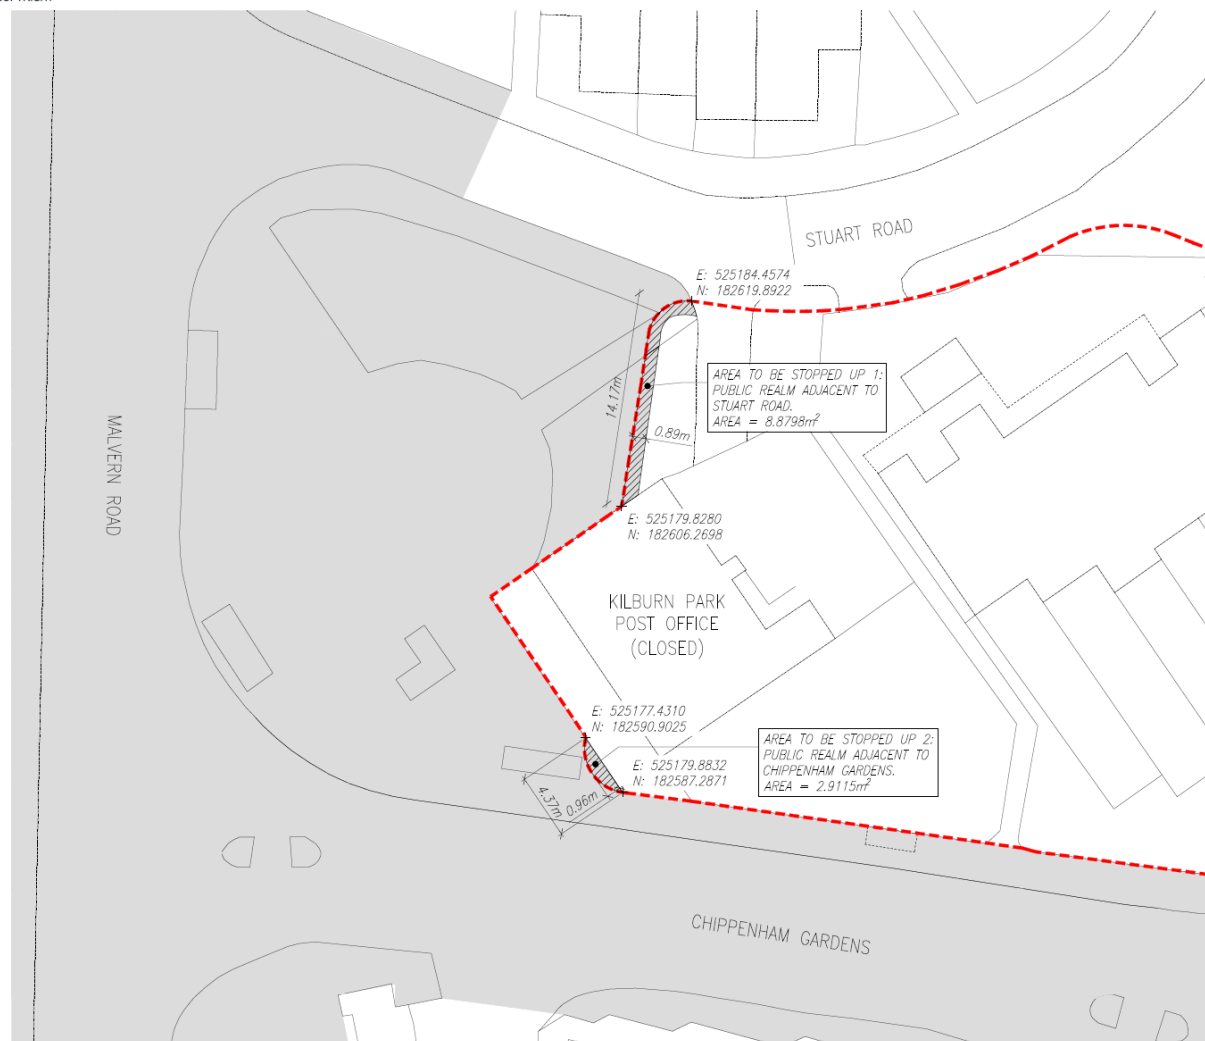 STUART ROAD
E: 525184.4574
N: 182619.8922
14.17m
AREA TO BE STOPPED UP 1:
PUBLIC REALM ADJACENT TO
STUART ROAD.
AREA = 8.8798m²
0.89m
MALVERN ROAD
E: 525179.8280
N: 182606.2698
KILBURN PARK
POST OFFICE
(CLOSED)
E: 525177.4310
N: 182590.9025
AREA TO BE STOPPED UP 2:
PUBLIC REALM ADJACENT TO
CHIPPENHAM GARDENS.
AREA = 2.9115m²
E: 525179.8832
N: 182587.2871
4.37m
0.96m
CHIPPENHAM GARDENS